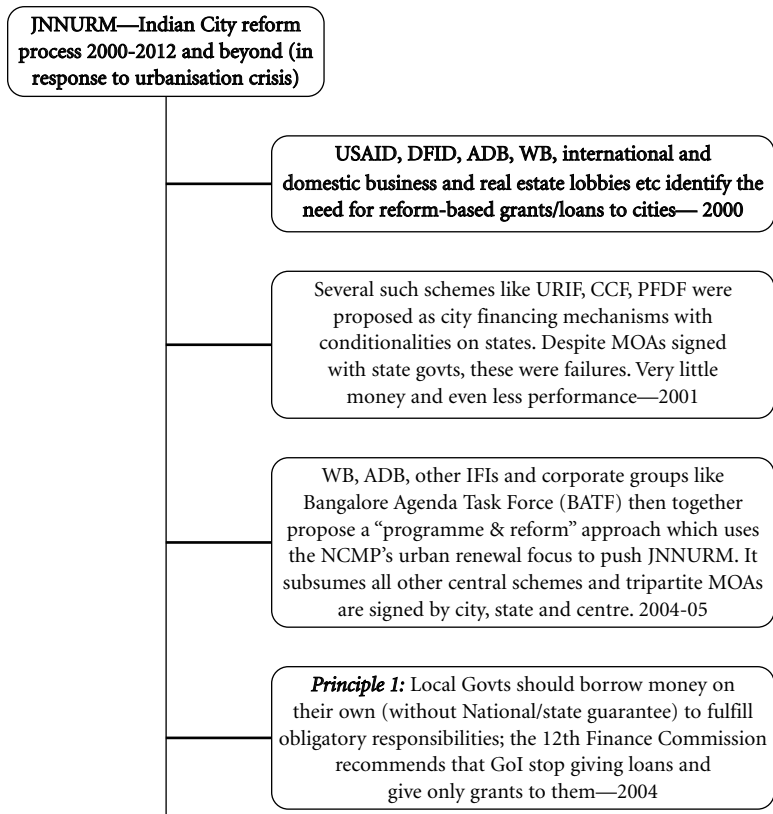 JNNURM—Indian City reform
process 2000-2012 and beyond (in
response to urbanisation crisis)
USAID, DFID, ADB, WB, international and
domestic business and real estate lobbies etc identify the
need for reform-based grants/loans to cities— 2000
Several such schemes like URIF, CCF, PFDF were
proposed as city financing mechanisms with
conditionalities on states. Despite MOAs signed
with state govts, these were failures. Very little
money and even less performance—2001
WB, ADB, other IFIs and corporate groups like
Bangalore Agenda Task Force (BATF) then together
propose a “programme & reform” approach which uses
the NCMP’s urban renewal focus to push JNNURM. It
subsumes all other central schemes and tripartite MOAs
are signed by city, state and centre. 2004-05
Principle 1: Local Govts should borrow money on
their own (without National/state guarantee) to fulfill
obligatory responsibilities; the 12th Finance Commission
recommends that GoI stop giving loans and
give only grants to them—2004